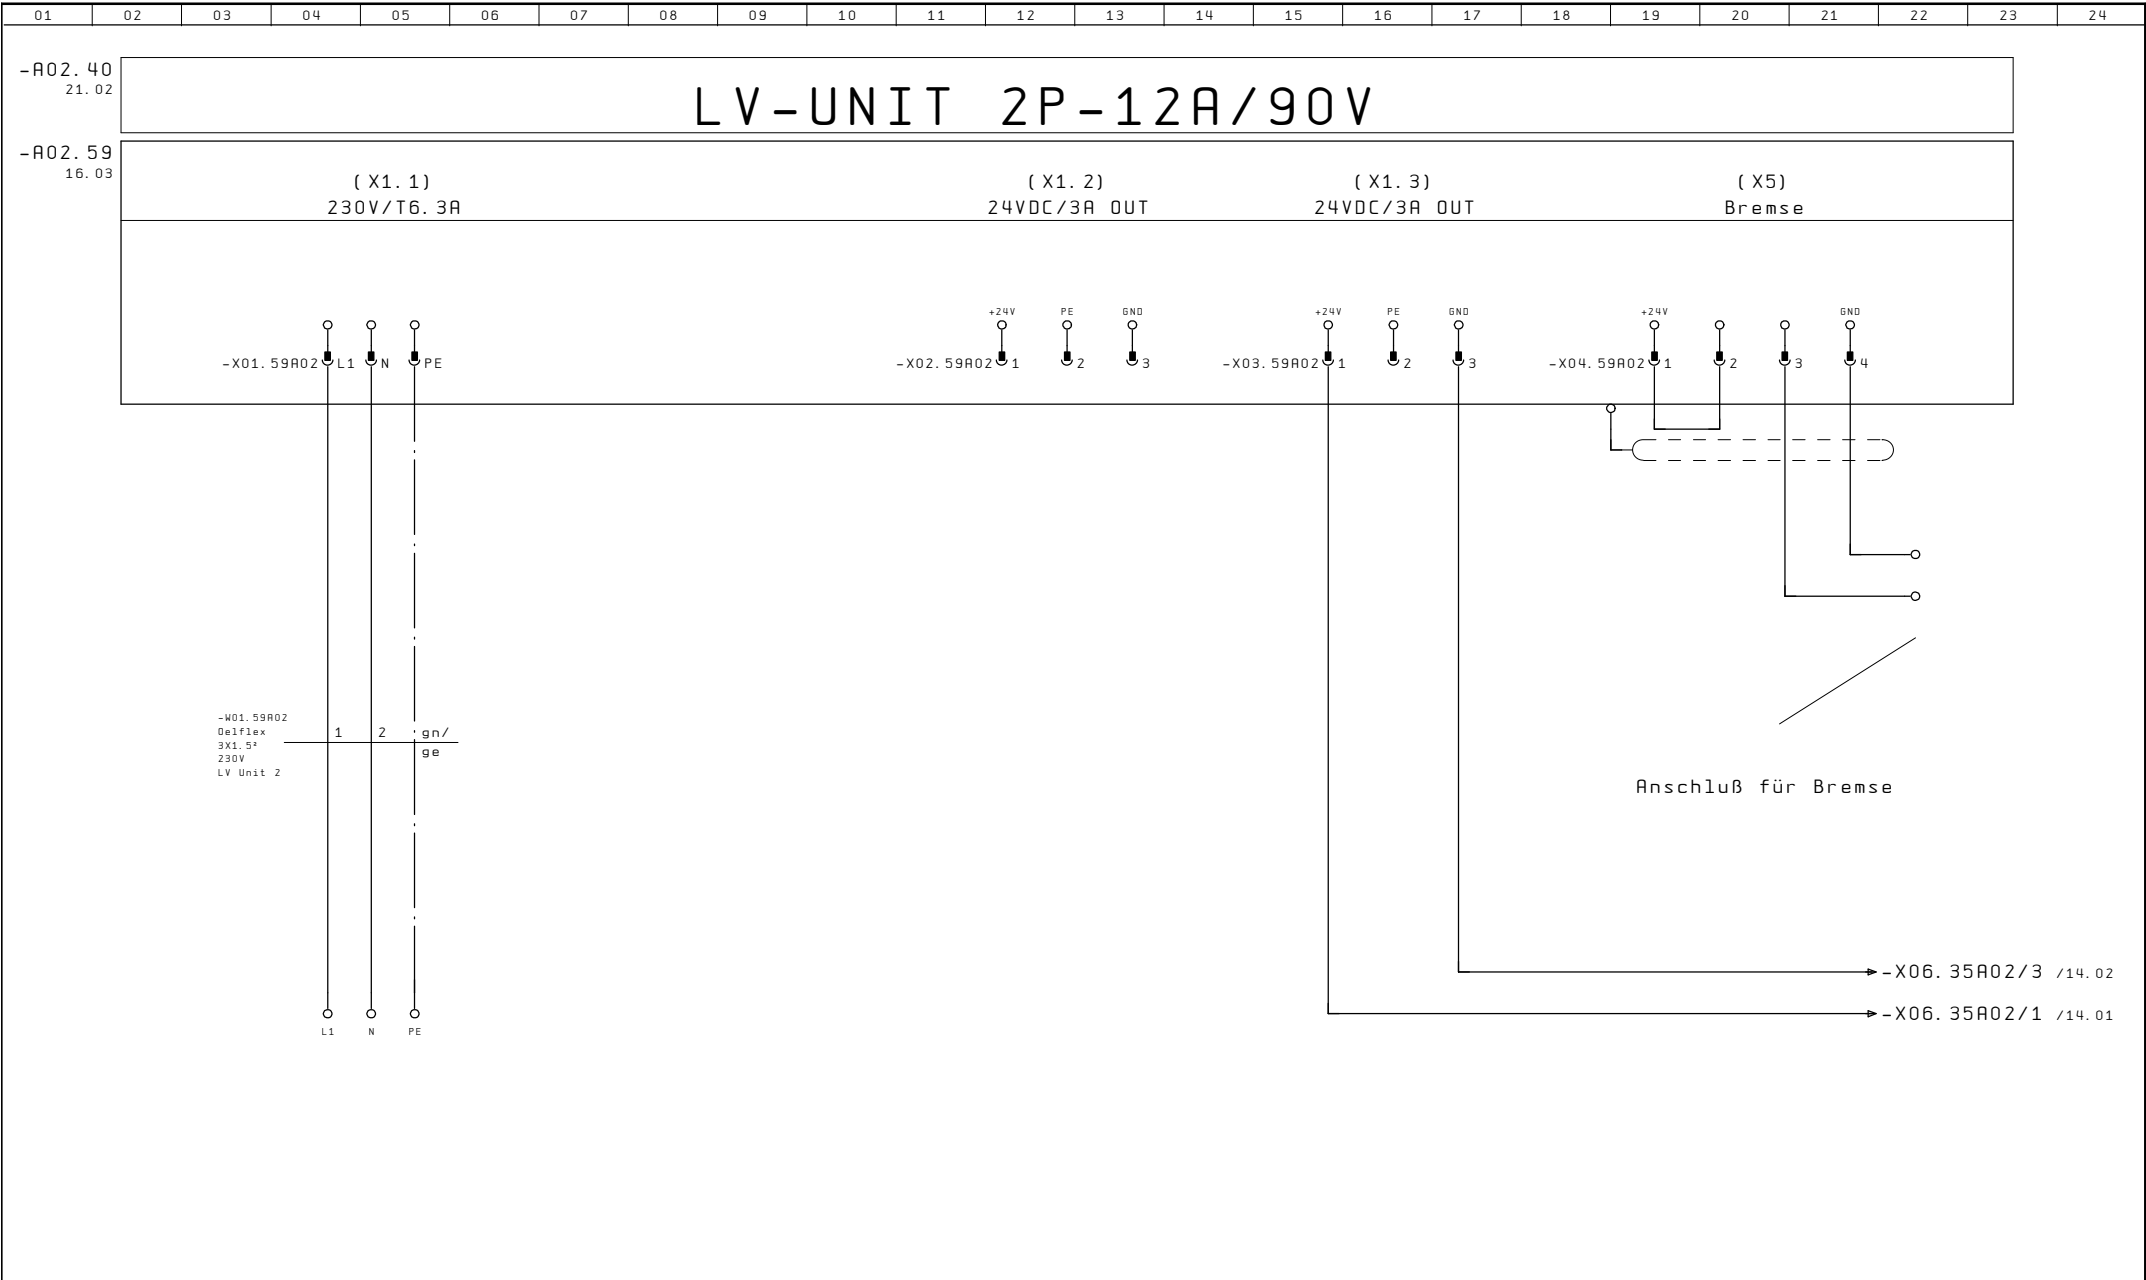 01 02 03 04 05 06 07 08 09 10 11 12 13 14 15 16 17 18 19 20 21 22 23 24
-A02.40
21.02
LV-UNIT 2P-12A/90V
-A02.59
16.03
(X1.1) (X1.2) (X1.3) (X5)
230V/T6.3A 24VDC/3A OUT 24VDC/3A OUT Bremse
+24V PE GND +24V PE GND +24V GND
-X01.59A02 L1 N PE -X02.59A02 1 2 3 -X03.59A02 1 2 3 -X04.59A02 1 2 3 4
-W01.59A02
Oelflex
3X1.5²
230V
LV Unit 2
1 2 gn/
ge
Anschluß für Bremse
-X06.35A02/3 /14.02
-X06.35A02/1 /14.01
L1 N PE